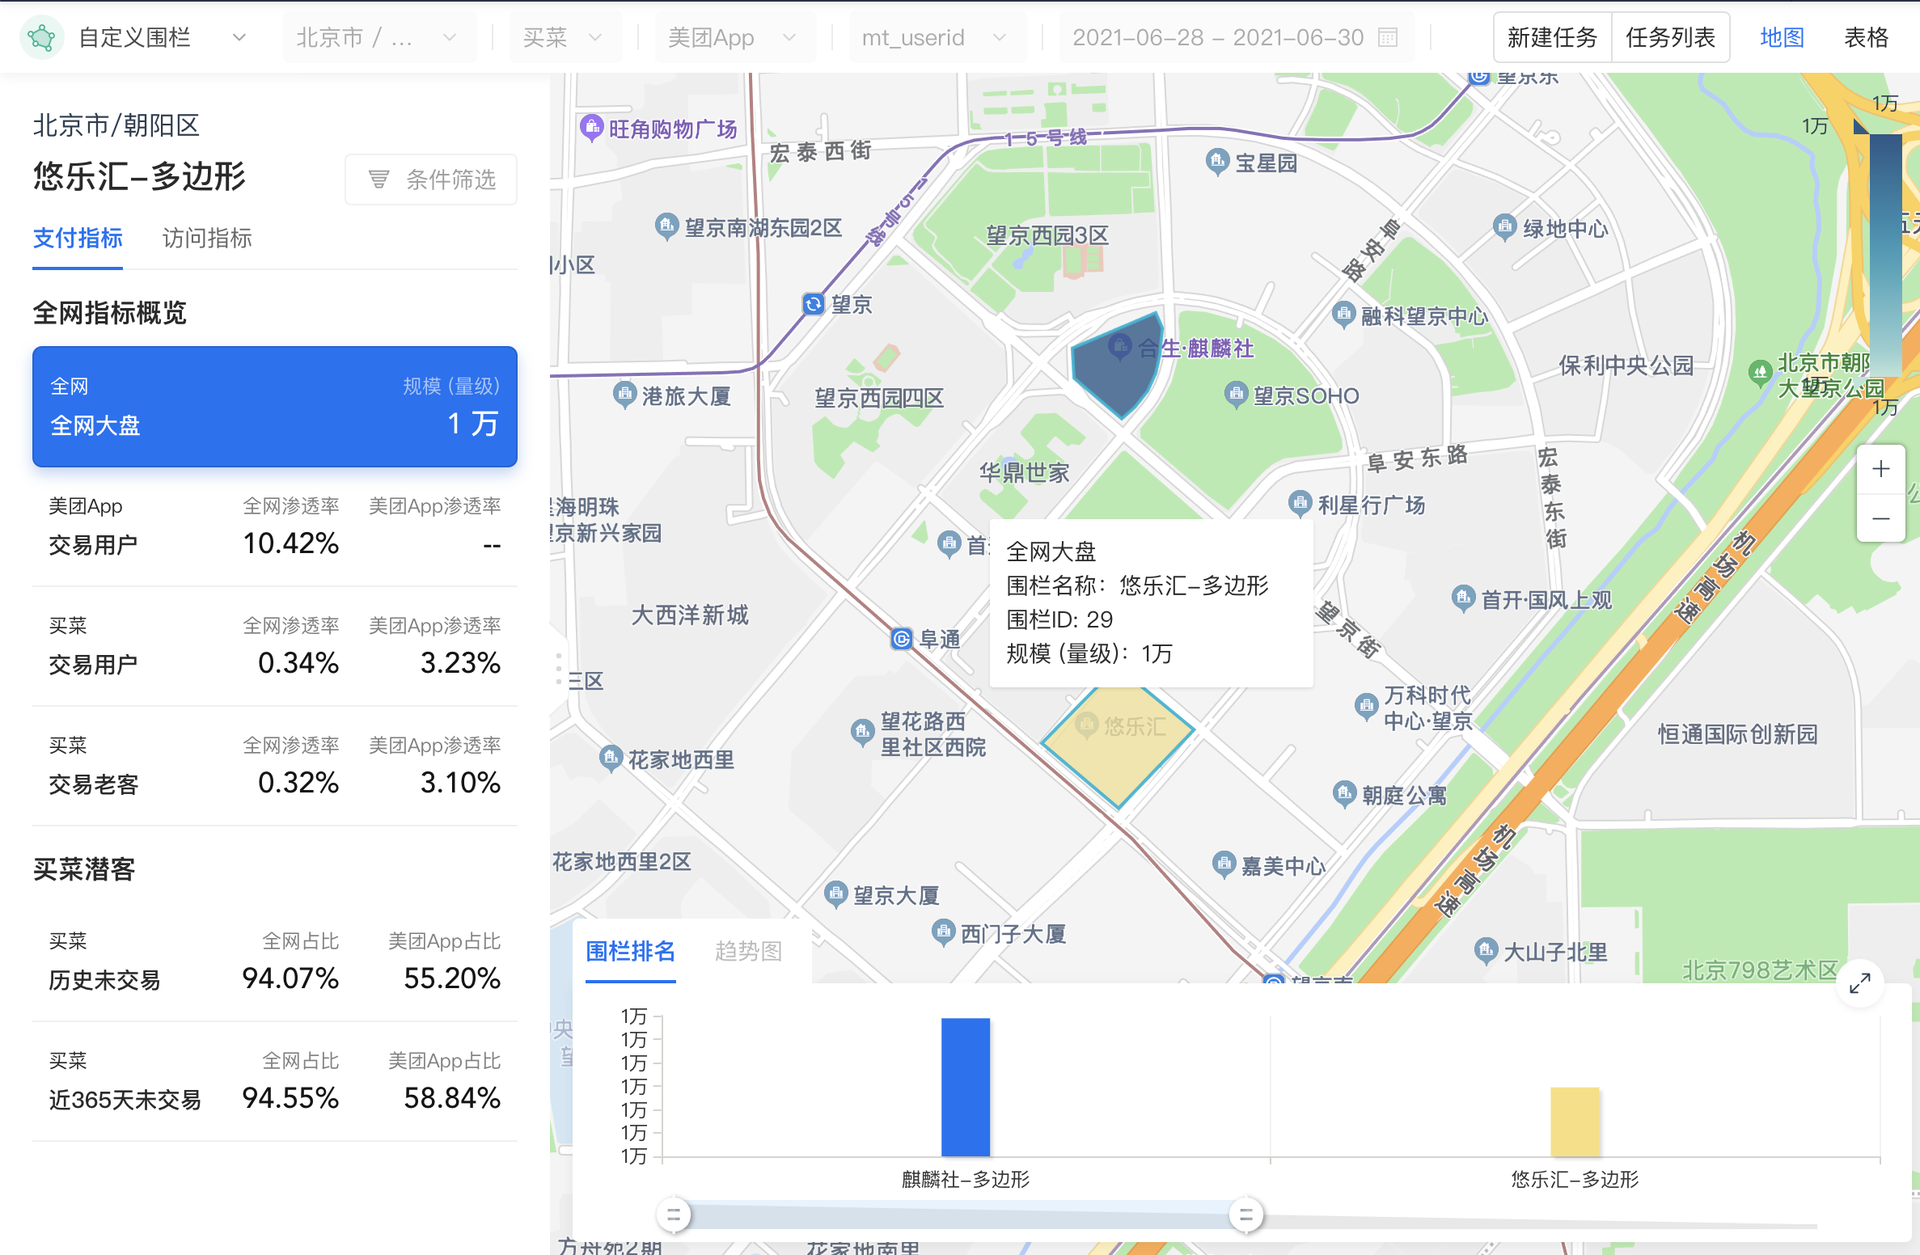 自定义围栏
北京市 / ...
买菜
美团App
mt_userid
2021-06-28 - 2021-06-30
新建任务
任务列表
地图
表格
北京市/朝阳区
悠乐汇-多边形
条件筛选
支付指标
访问指标
全网指标概览
全网
规模 (量级)
全网大盘
1 万
美团App
全网渗透率
美团App渗透率
交易用户
10.42%
--
买菜
全网渗透率
美团App渗透率
交易用户
0.34%
3.23%
买菜
全网渗透率
美团App渗透率
交易老客
0.32%
3.10%
买菜潜客
买菜
全网占比
美团App占比
历史未交易
94.07%
55.20%
买菜
全网占比
美团App占比
近365天未交易
94.55%
58.84%
望京东
1万
1万
旺角购物广场
宏泰西街
15号线
宝星园
15号线
望京南湖东园2区
望京西园3区
阜安路
绿地中心
小区
望京
融科望京中心
合生·麒麟社
保利中央公园
北京市朝阳
大望京公园
1万
1万
港旅大厦
望京西园四区
望京SOHO
华鼎世家
阜安东路
宏泰东街
海明珠
京新兴家园
利星行广场
首
全网大盘
围栏名称: 悠乐汇-多边形
围栏ID: 29
规模 (量级): 1万
机场高速
大西洋新城
阜通
望京街
首开·国风上观
三区
望花路西
里社区西院
悠乐汇
万科时代
中心·望京
恒通国际创新园
花家地西里
朝庭公寓
花家地西里2区
嘉美中心
机场高速
望京大厦
西门子大厦
大山子北里
北京798艺术区
望京南
围栏排名
趋势图
1万
1万
1万
1万
1万
1万
1万
麒麟社-多边形
悠乐汇-多边形
央
望
方舟苑2期
花家地南里